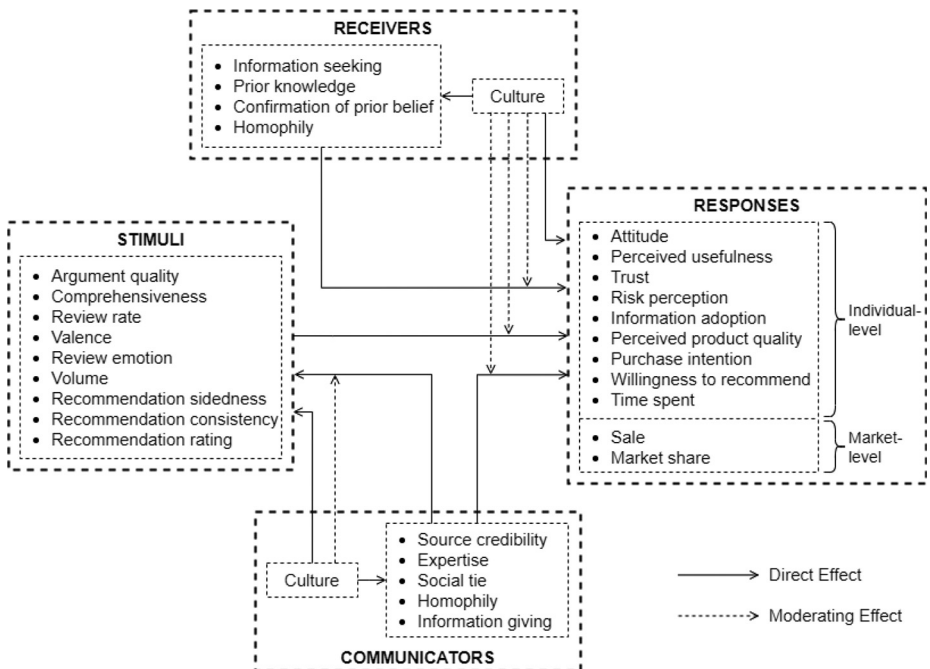 RECEIVERS
• Information seeking
• Prior knowledge
• Confirmation of prior belief
• Homophily
Culture
STIMULI
• Argument quality
• Comprehensiveness
• Review rate
• Valence
• Review emotion
• Volume
• Recommendation sidedness
• Recommendation consistency
• Recommendation rating
RESPONSES
• Attitude
• Perceived usefulness
• Trust
• Risk perception
• Information adoption
• Perceived product quality
• Purchase intention
• Willingness to recommend
• Time spent
Individual-
level
• Sale
• Market share
Market-
level
Culture
• Source credibility
• Expertise
• Social tie
• Homophily
• Information giving
COMMUNICATORS
Direct Effect
Moderating Effect